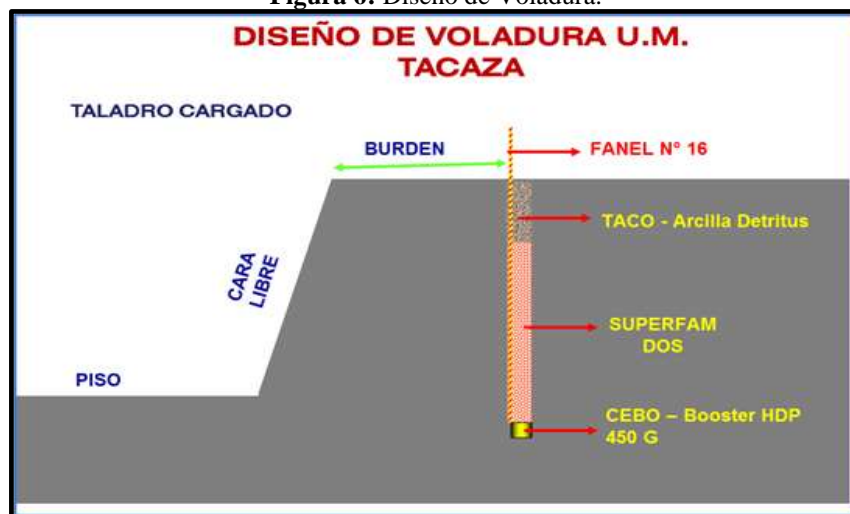 Figura 6: Diseño de Voladura.
DISEÑO DE VOLADURA U.M.
TACAZA
TALADRO CARGADO
BURDEN
FANEL N° 16
TACO - Arcilla Detritus
CARA
LIBRE
SUPERFAM
DOS
PISO
CEBO – Booster HDP
450 G